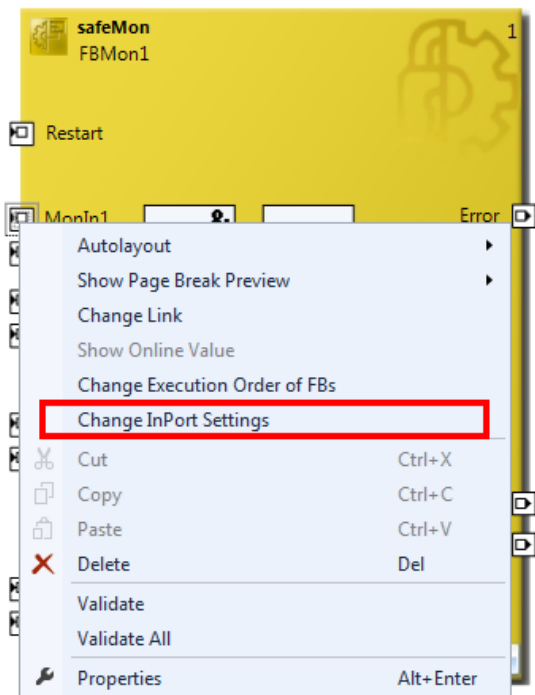 safeMon 1
FBMon1
Restart
MonIn1 & Error
Autolayout
Show Page Break Preview
Change Link
Show Online Value
Change Execution Order of FBs
Change InPort Settings
Cut Ctrl+X
Copy Ctrl+C
Paste Ctrl+V
Delete Del
Validate
Validate All
Properties Alt+Enter